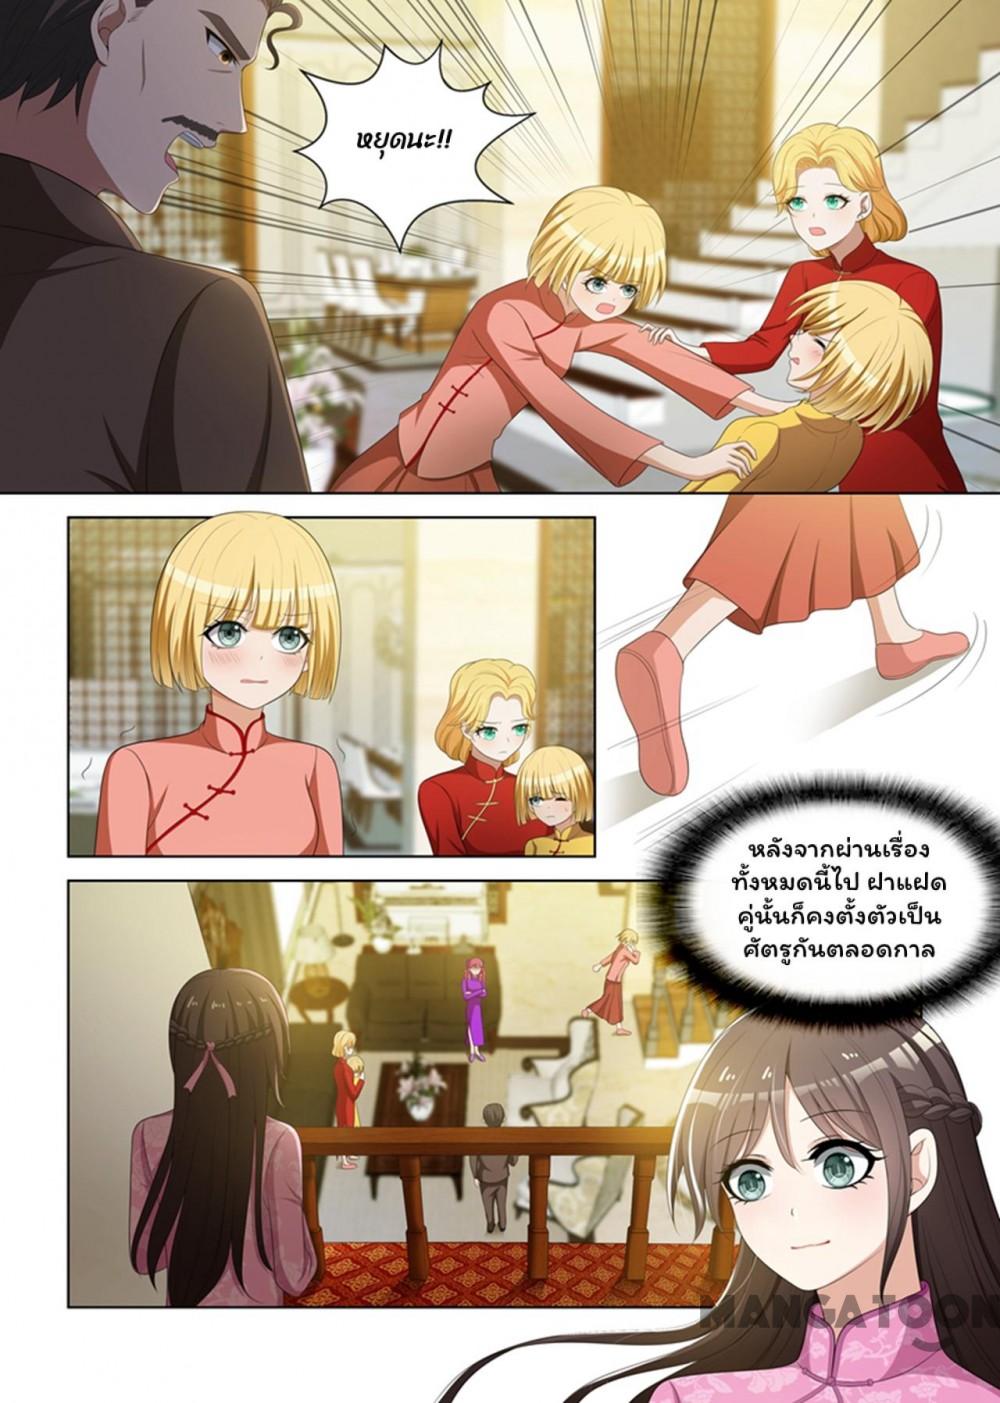 หยุดนะ!!
หลังจากผ่านเรื่อง
ทั้งหมดนี้ไป ฝาแฝด
คู่นั้นก็คงตั้งตัวเป็น
ศัตรูกันตลอดกาล
MANGATOON